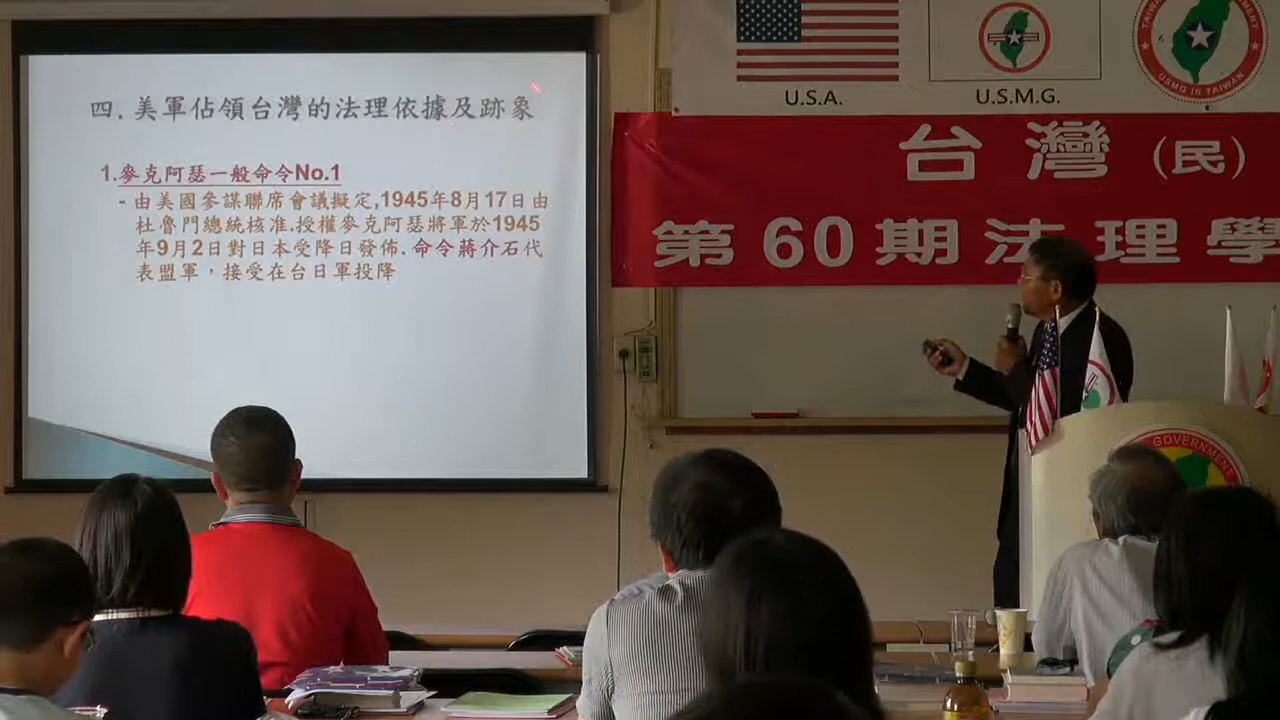 四. 美軍佔領台灣的法理依據及跡象
1.麥克阿瑟一般命令No.1
- 由美國參謀聯席會議擬定,1945年8月17日由
杜魯門總統核准.授權麥克阿瑟將軍於1945
年9月2日對日本受降日發佈. 命令蔣介石代
表盟軍，接受在台日軍投降
U.S.A.
U.S.M.G.
USMG IN TAIWAN
台灣(民)
第60期法理學
GOVERNMENT